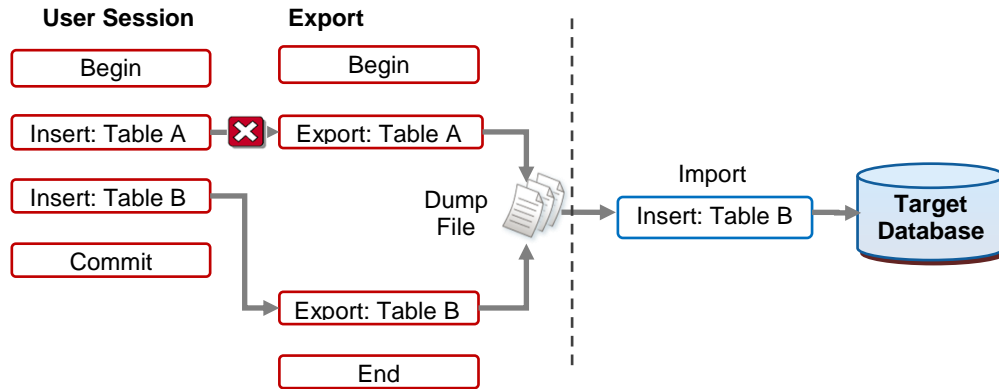 User Session
Export
Begin
Begin
Insert: Table A
Export: Table A
Insert: Table B
Dump
File
Import
Insert: Table B
Target
Database
Commit
Export: Table B
End